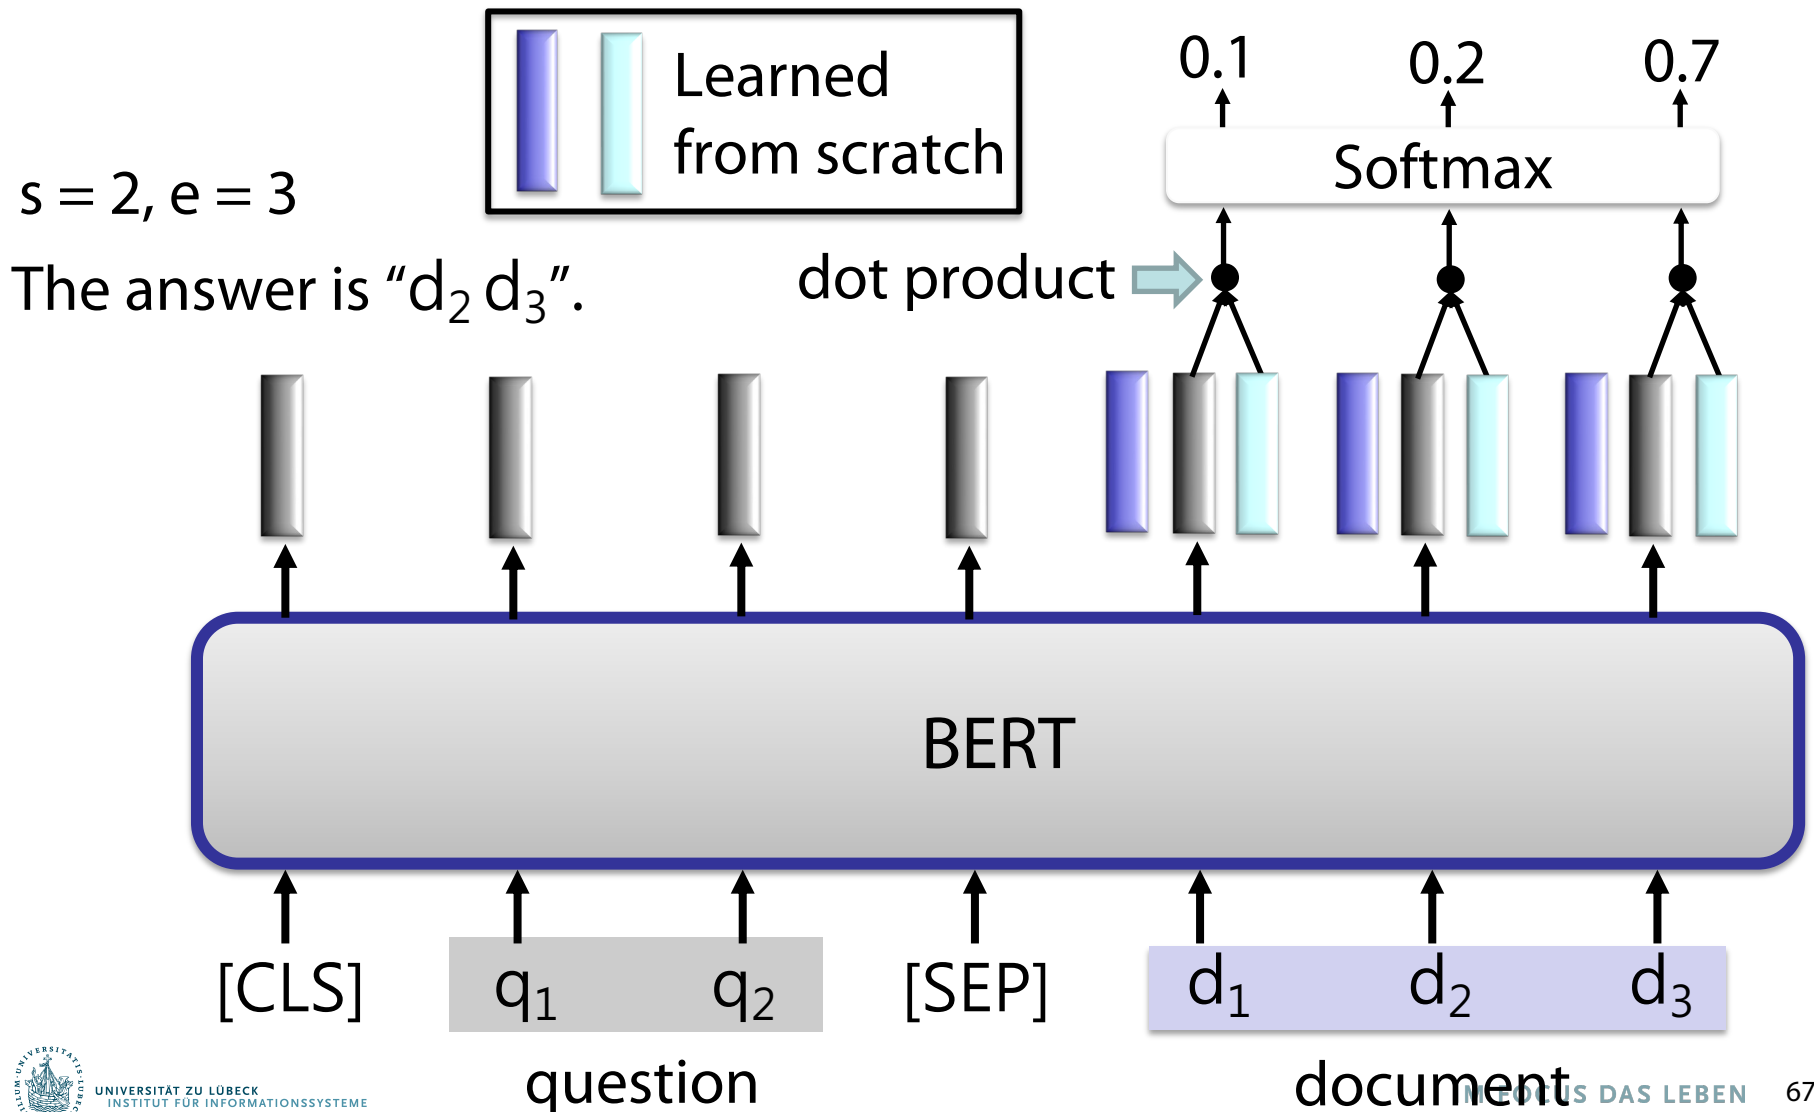 Learned
from scratch
0.1 0.2 0.7
Softmax
s = 2, e = 3
dot product
The answer is “d₂ d₃”.
BERT
[CLS] q₁ q₂ [SEP] d₁ d₂ d₃
question document
UNIVERSITÄT ZU LÜBECK
INSTITUT FÜR INFORMATIONSSYSTEME
DAS LEBEN 67